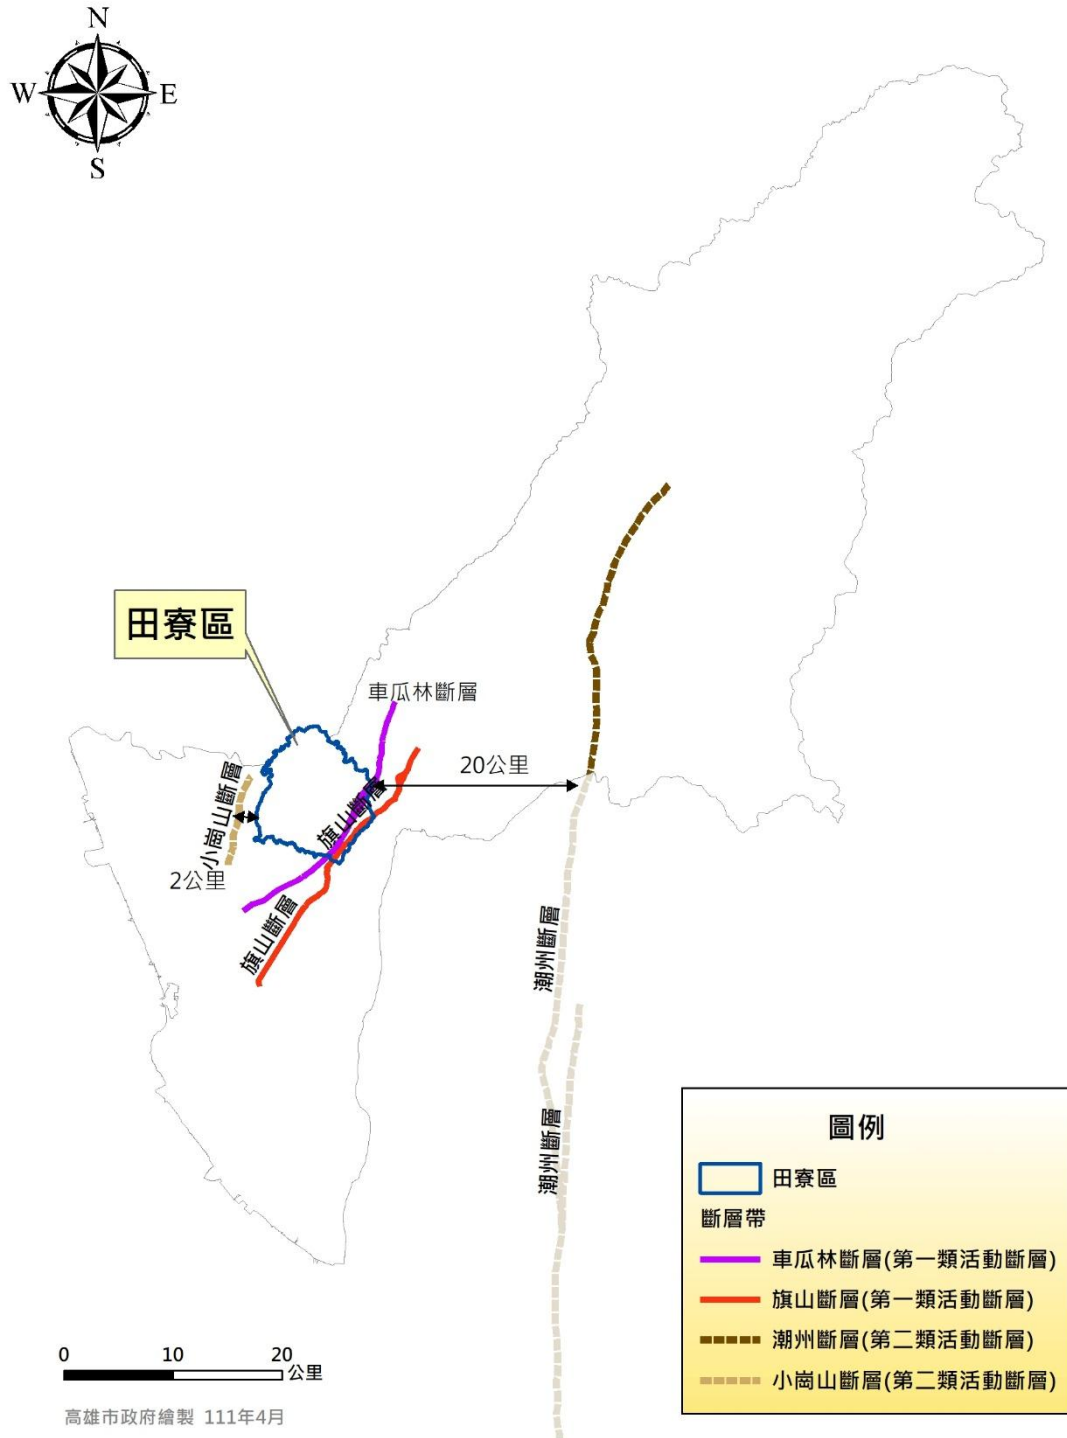 N
W
E
S
田寮區
車瓜林斷層
20公里
旗山斷層
小崗山斷層
2公里
旗山斷層
潮州斷層
潮州斷層
圖例
田寮區
斷層帶
車瓜林斷層(第一類活動斷層)
旗山斷層(第一類活動斷層)
潮州斷層(第二類活動斷層)
小崗山斷層(第二類活動斷層)
0 10 20
公里
高雄市政府繪製 111年4月